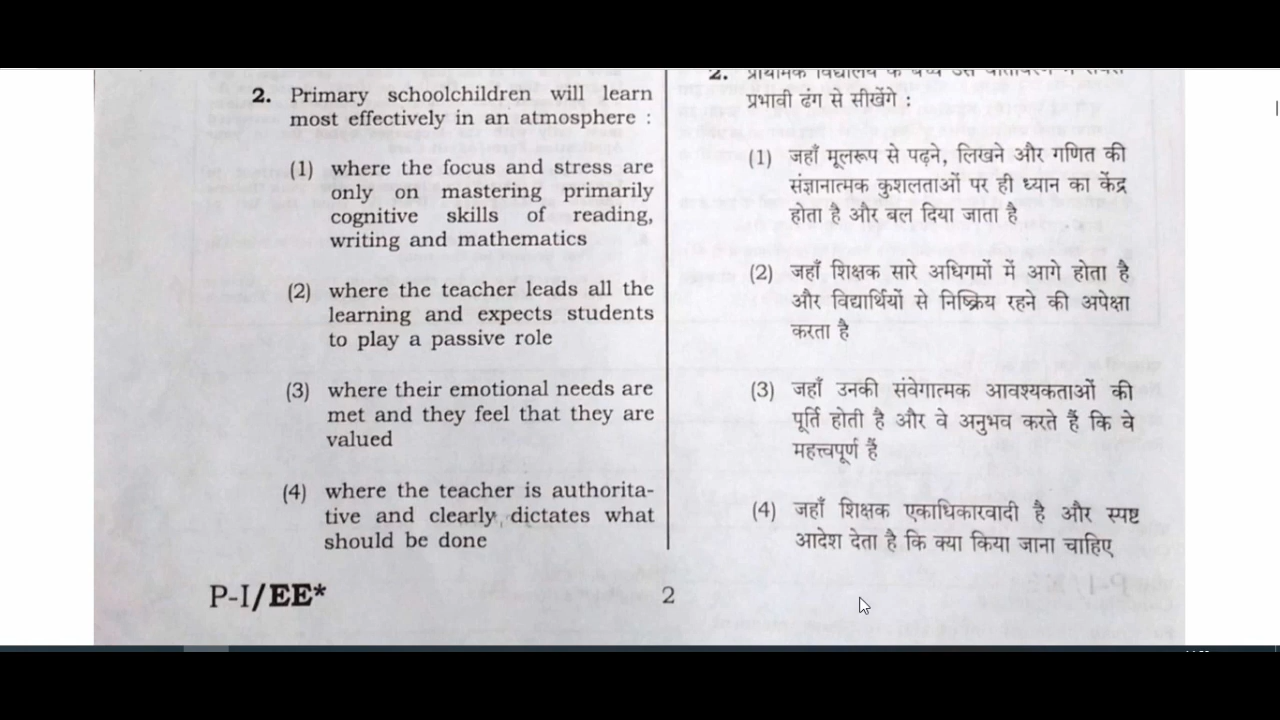 2. Primary schoolchildren will learn
most effectively in an atmosphere :
(1) where the focus and stress are
only on mastering primarily
cognitive skills of reading,
writing and mathematics
(2) where the teacher leads all the
learning and expects students
to play a passive role
(3) where their emotional needs are
met and they feel that they are
valued
(4) where the teacher is authorita-
tive and clearly dictates what
should be done
2. प्राथमिक विद्यालय के बच्चे उस वातावरण में
प्रभावी ढंग से सीखेंगे :
(1) जहाँ मूलरूप से पढ़ने, लिखने और गणित की
संज्ञानात्मक कुशलताओं पर ही ध्यान का केंद्र
होता है और बल दिया जाता है
(2) जहाँ शिक्षक सारे अधिगमों में आगे होता है
और विद्यार्थियों से निष्क्रिय रहने की अपेक्षा
करता है
(3) जहाँ उनकी संवेगात्मक आवश्यकताओं की
पूर्ति होती है और वे अनुभव करते हैं कि वे
महत्त्वपूर्ण हैं
(4) जहाँ शिक्षक एकाधिकारवादी है और स्पष्ट
आदेश देता है कि क्या किया जाना चाहिए
P-I/EE*
2